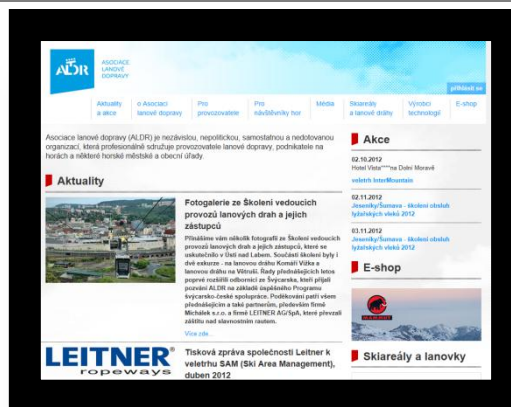 ALDR
ASOCIACE
LANOVÉ
DOPRAVY
přihlásit se
Aktuality
a akce
o Asociaci
lanové dopravy
Pro
provozovatele
Pro
návštěvníky hor
Média
Skiareály
a lanové dráhy
Výrobci
technologií
E-shop
Asociace lanové dopravy (ALDR) je nezávislou, nepolitickou, samostatnou a nedotovanou
organizací, která profesionálně sdružuje provozovatele lanové dopravy, podnikatele na
horách a některé horské městské a obecní úřady.
Aktuality
Fotogalerie ze Školení vedoucích
provozů lanových drah a jejich
zástupců
Přinášíme vám několik fotografií ze Školení vedoucích
provozů lanových drah a jejich zástupců, které se
uskutečnilo v Ústí nad Labem. Součástí školení byly i
dvě exkurze - na lanovou dráhu Komáří Vížka a
lanovou dráhu na Větruši. Řady přednášejících letos
poprvé rozšířili odborníci ze Švýcarska, kteří přijeli
pozvání ALDR na základě úspěšného Programu
švýcarsko-české spolupráce. Poděkování patří všem
přednášejícím a také partnerům, především firmě
Michálek s.r.o. a firmě LEITNER AG/SpA, které převzali
záštitu nad slavnostním rautem.
Více zde...
LEITNER®
ropeways
Tisková zpráva společnosti Leitner k
veletrhu SAM (Ski Area Management),
duben 2012
Akce
02.10.2012
Hotel Vista****na Dolní Moravě
veletrh InterMountain
02.11.2012
Jeseníky/Šumava - školení obsluh
lyžařských vleků 2012
03.11.2012
Jeseníky/Šumava - školení obsluh
lyžařských vleků 2012
E-shop
MAMMUT
Skiareály a lanovky